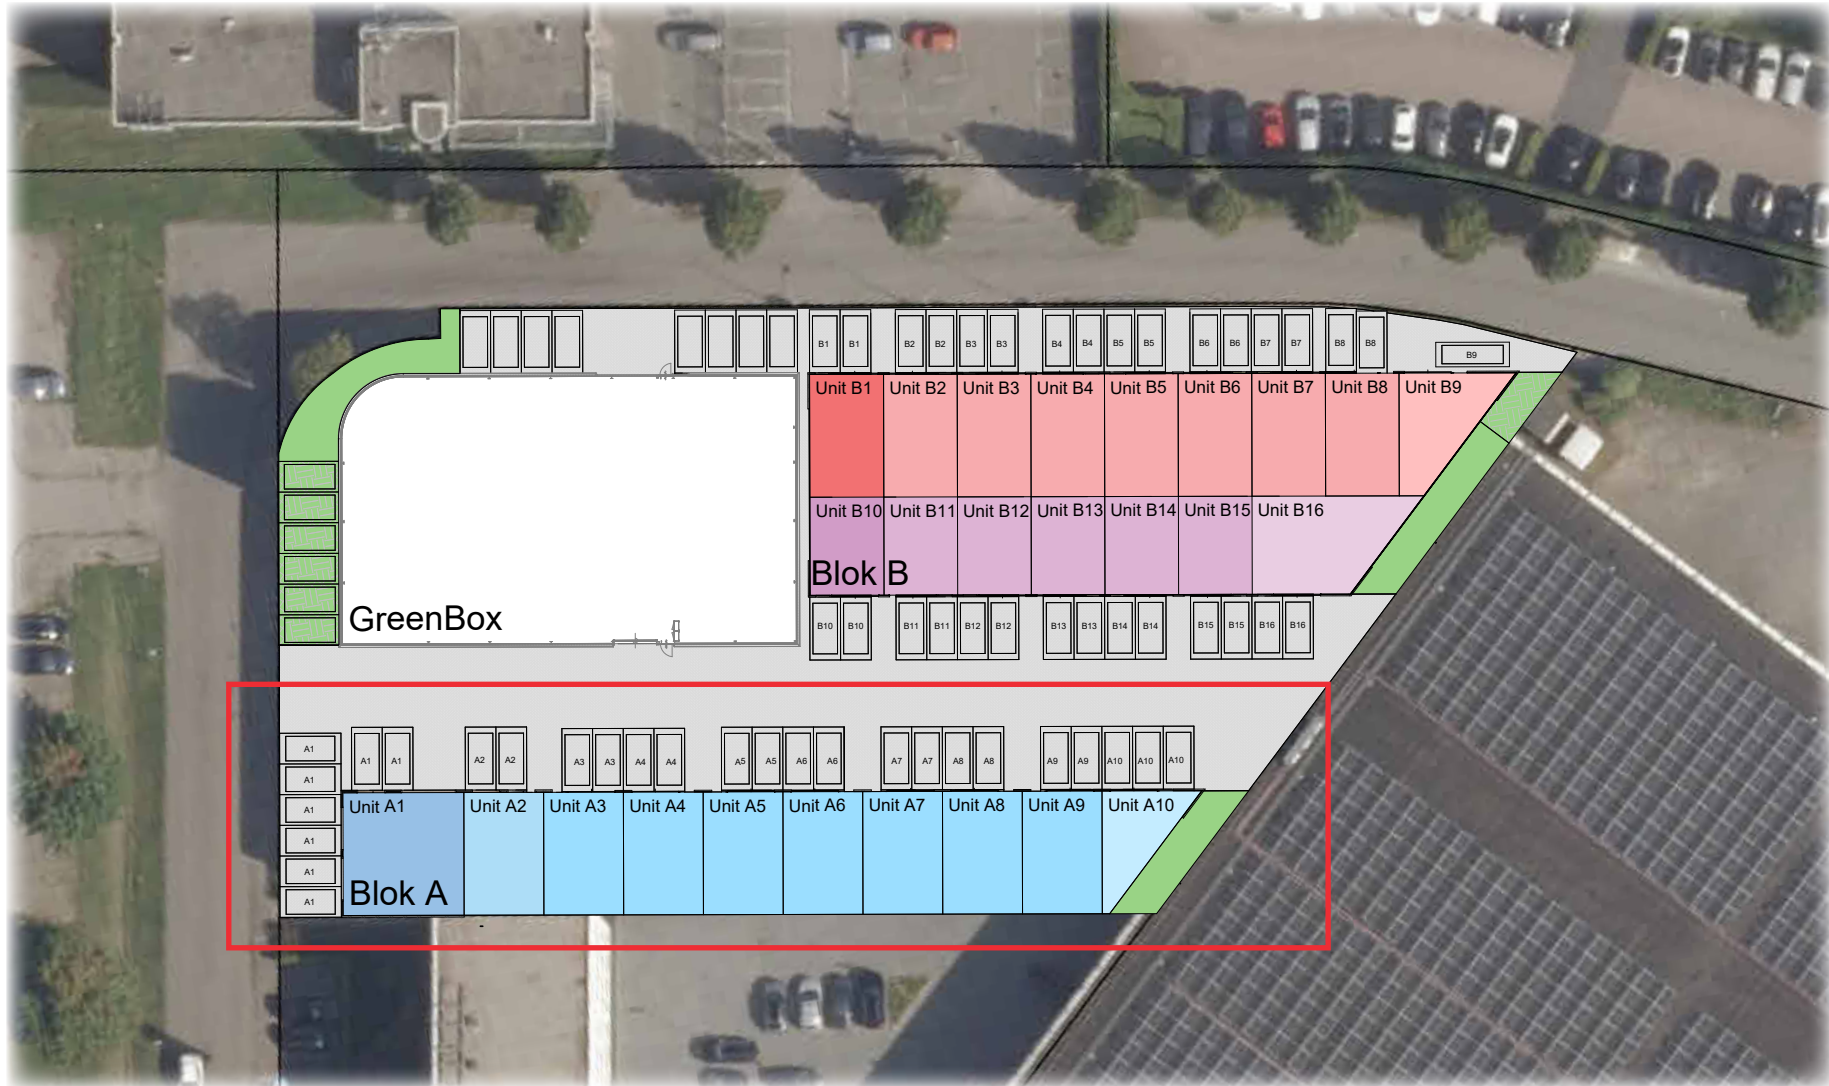 B1 B1 B2 B2 B3 B3 B4 B4 B5 B5 B6 B6 B7 B7 B8 B8 B9
Unit B1 Unit B2 Unit B3 Unit B4 Unit B5 Unit B6 Unit B7 Unit B8 Unit B9
Unit B10 Unit B11 Unit B12 Unit B13 Unit B14 Unit B15 Unit B16
Blok B
GreenBox
B10 B10 B11 B11 B12 B12 B13 B13 B14 B14 B15 B15 B16 B16
A1 A1 A2 A2 A3 A3 A4 A4 A5 A5 A6 A6 A7 A7 A8 A8 A9 A9 A10 A10 A10
A1
A1
A1
A1
A1
A1
Unit A1 Unit A2 Unit A3 Unit A4 Unit A5 Unit A6 Unit A7 Unit A8 Unit A9 Unit A10
Blok A